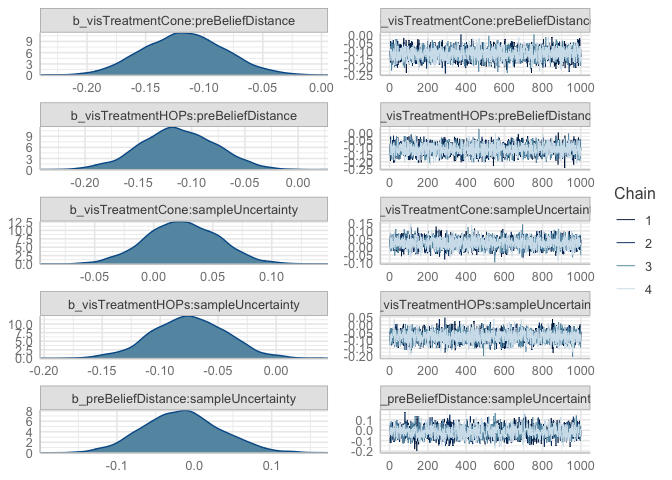 b_visTreatmentCone:preBeliefDistance
9
6
3
0
-0.20 -0.15 -0.10 -0.05 0.00
_visTreatmentCone:preBeliefDistanc
0.00
-0.05
-0.10
-0.15
-0.20
-0.25
0 200 400 600 800 1000
b_visTreatmentHOPs:preBeliefDistance
9
6
3
0
-0.20 -0.15 -0.10 -0.05 0.00
_visTreatmentHOPs:preBeliefDistanc
0.00
-0.05
-0.10
-0.15
-0.20
-0.25
0 200 400 600 800 1000
b_visTreatmentCone:sampleUncertainty
12.5
10.0
7.5
5.0
2.5
0.0
-0.05 0.00 0.05 0.10
_visTreatmentCone:sampleUncertaint
0.15
0.10
0.05
0.00
-0.05
-0.10
0 200 400 600 800 1000
b_visTreatmentHOPs:sampleUncertainty
10.0
7.5
5.0
2.5
0.0
-0.20 -0.15 -0.10 -0.05 0.00
_visTreatmentHOPs:sampleUncertain
0.05
0.00
-0.05
-0.10
-0.15
-0.20
0 200 400 600 800 1000
b_preBeliefDistance:sampleUncertainty
8
6
4
2
0
-0.1 0.0 0.1
_preBeliefDistance:sampleUncertaint
0.1
0.0
-0.1
-0.2
0 200 400 600 800 1000
Chain
1
2
3
4